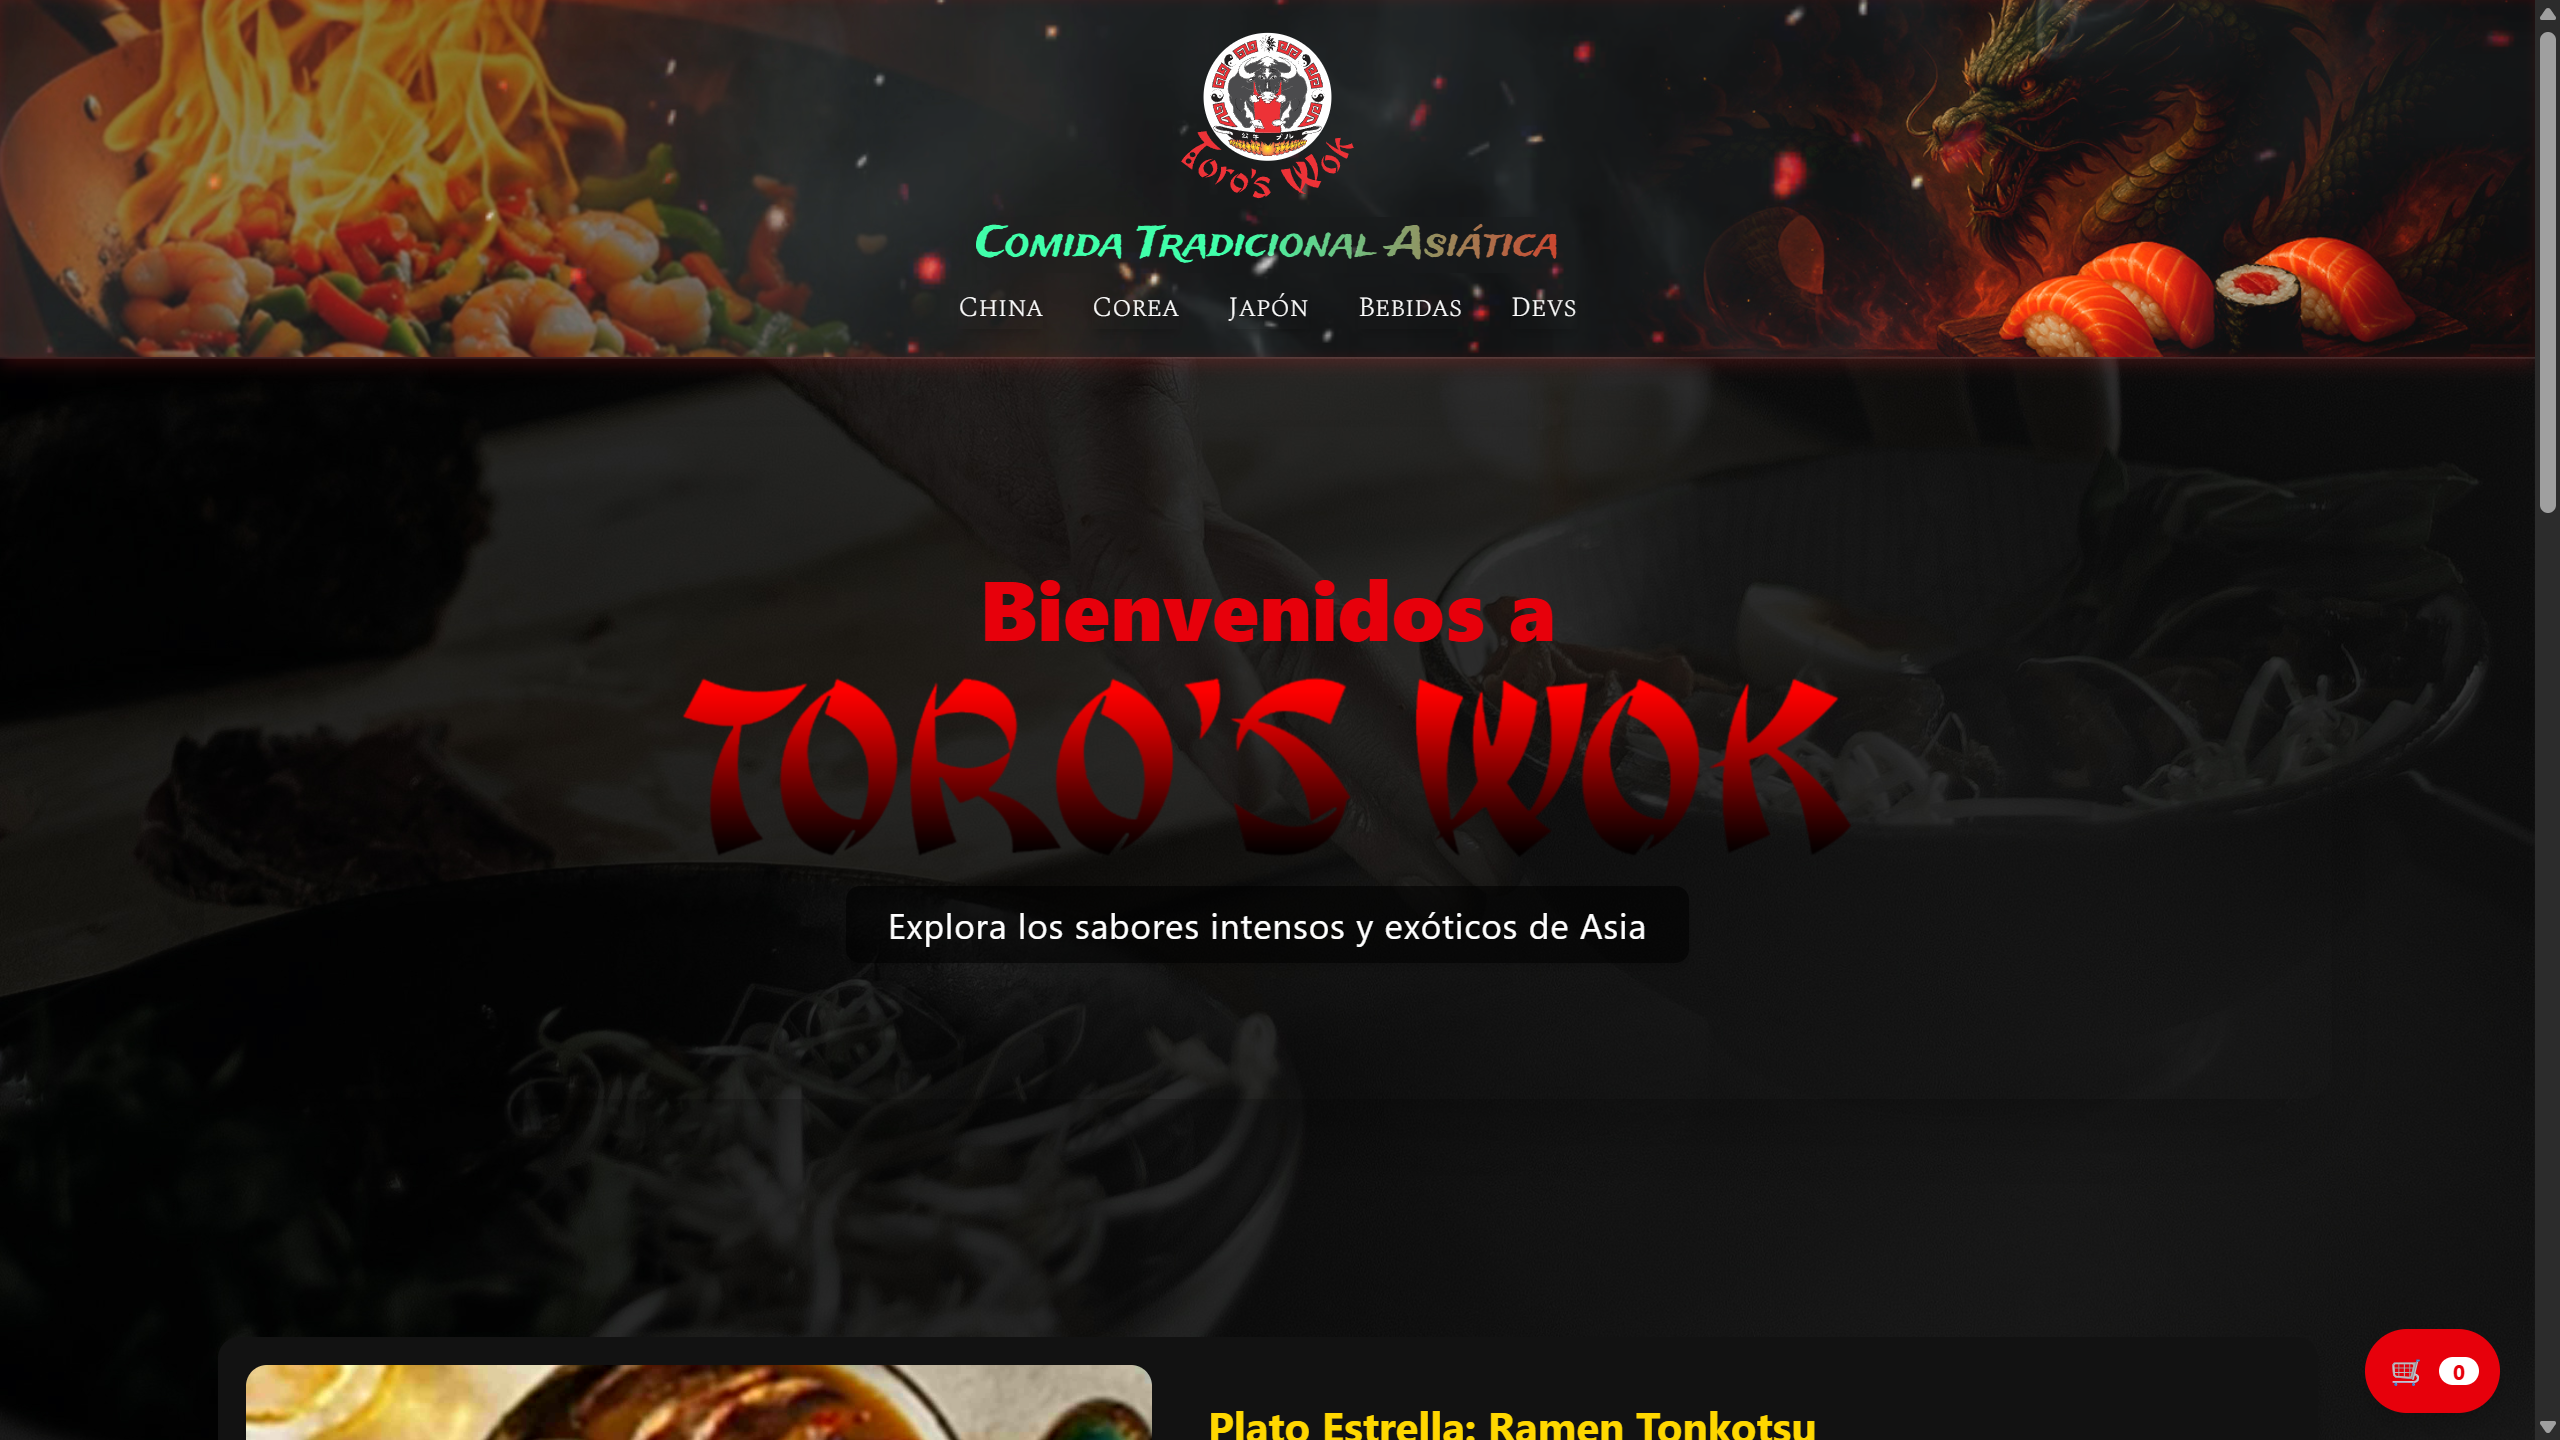 Toro's Wok
Comida Tradicional Asiática
China Corea Japón Bebidas Devs
Bienvenidos a
TORO'S WOK
Explora los sabores intensos y exóticos de Asia
0
Plato Estrella: Ramen Tonkotsu